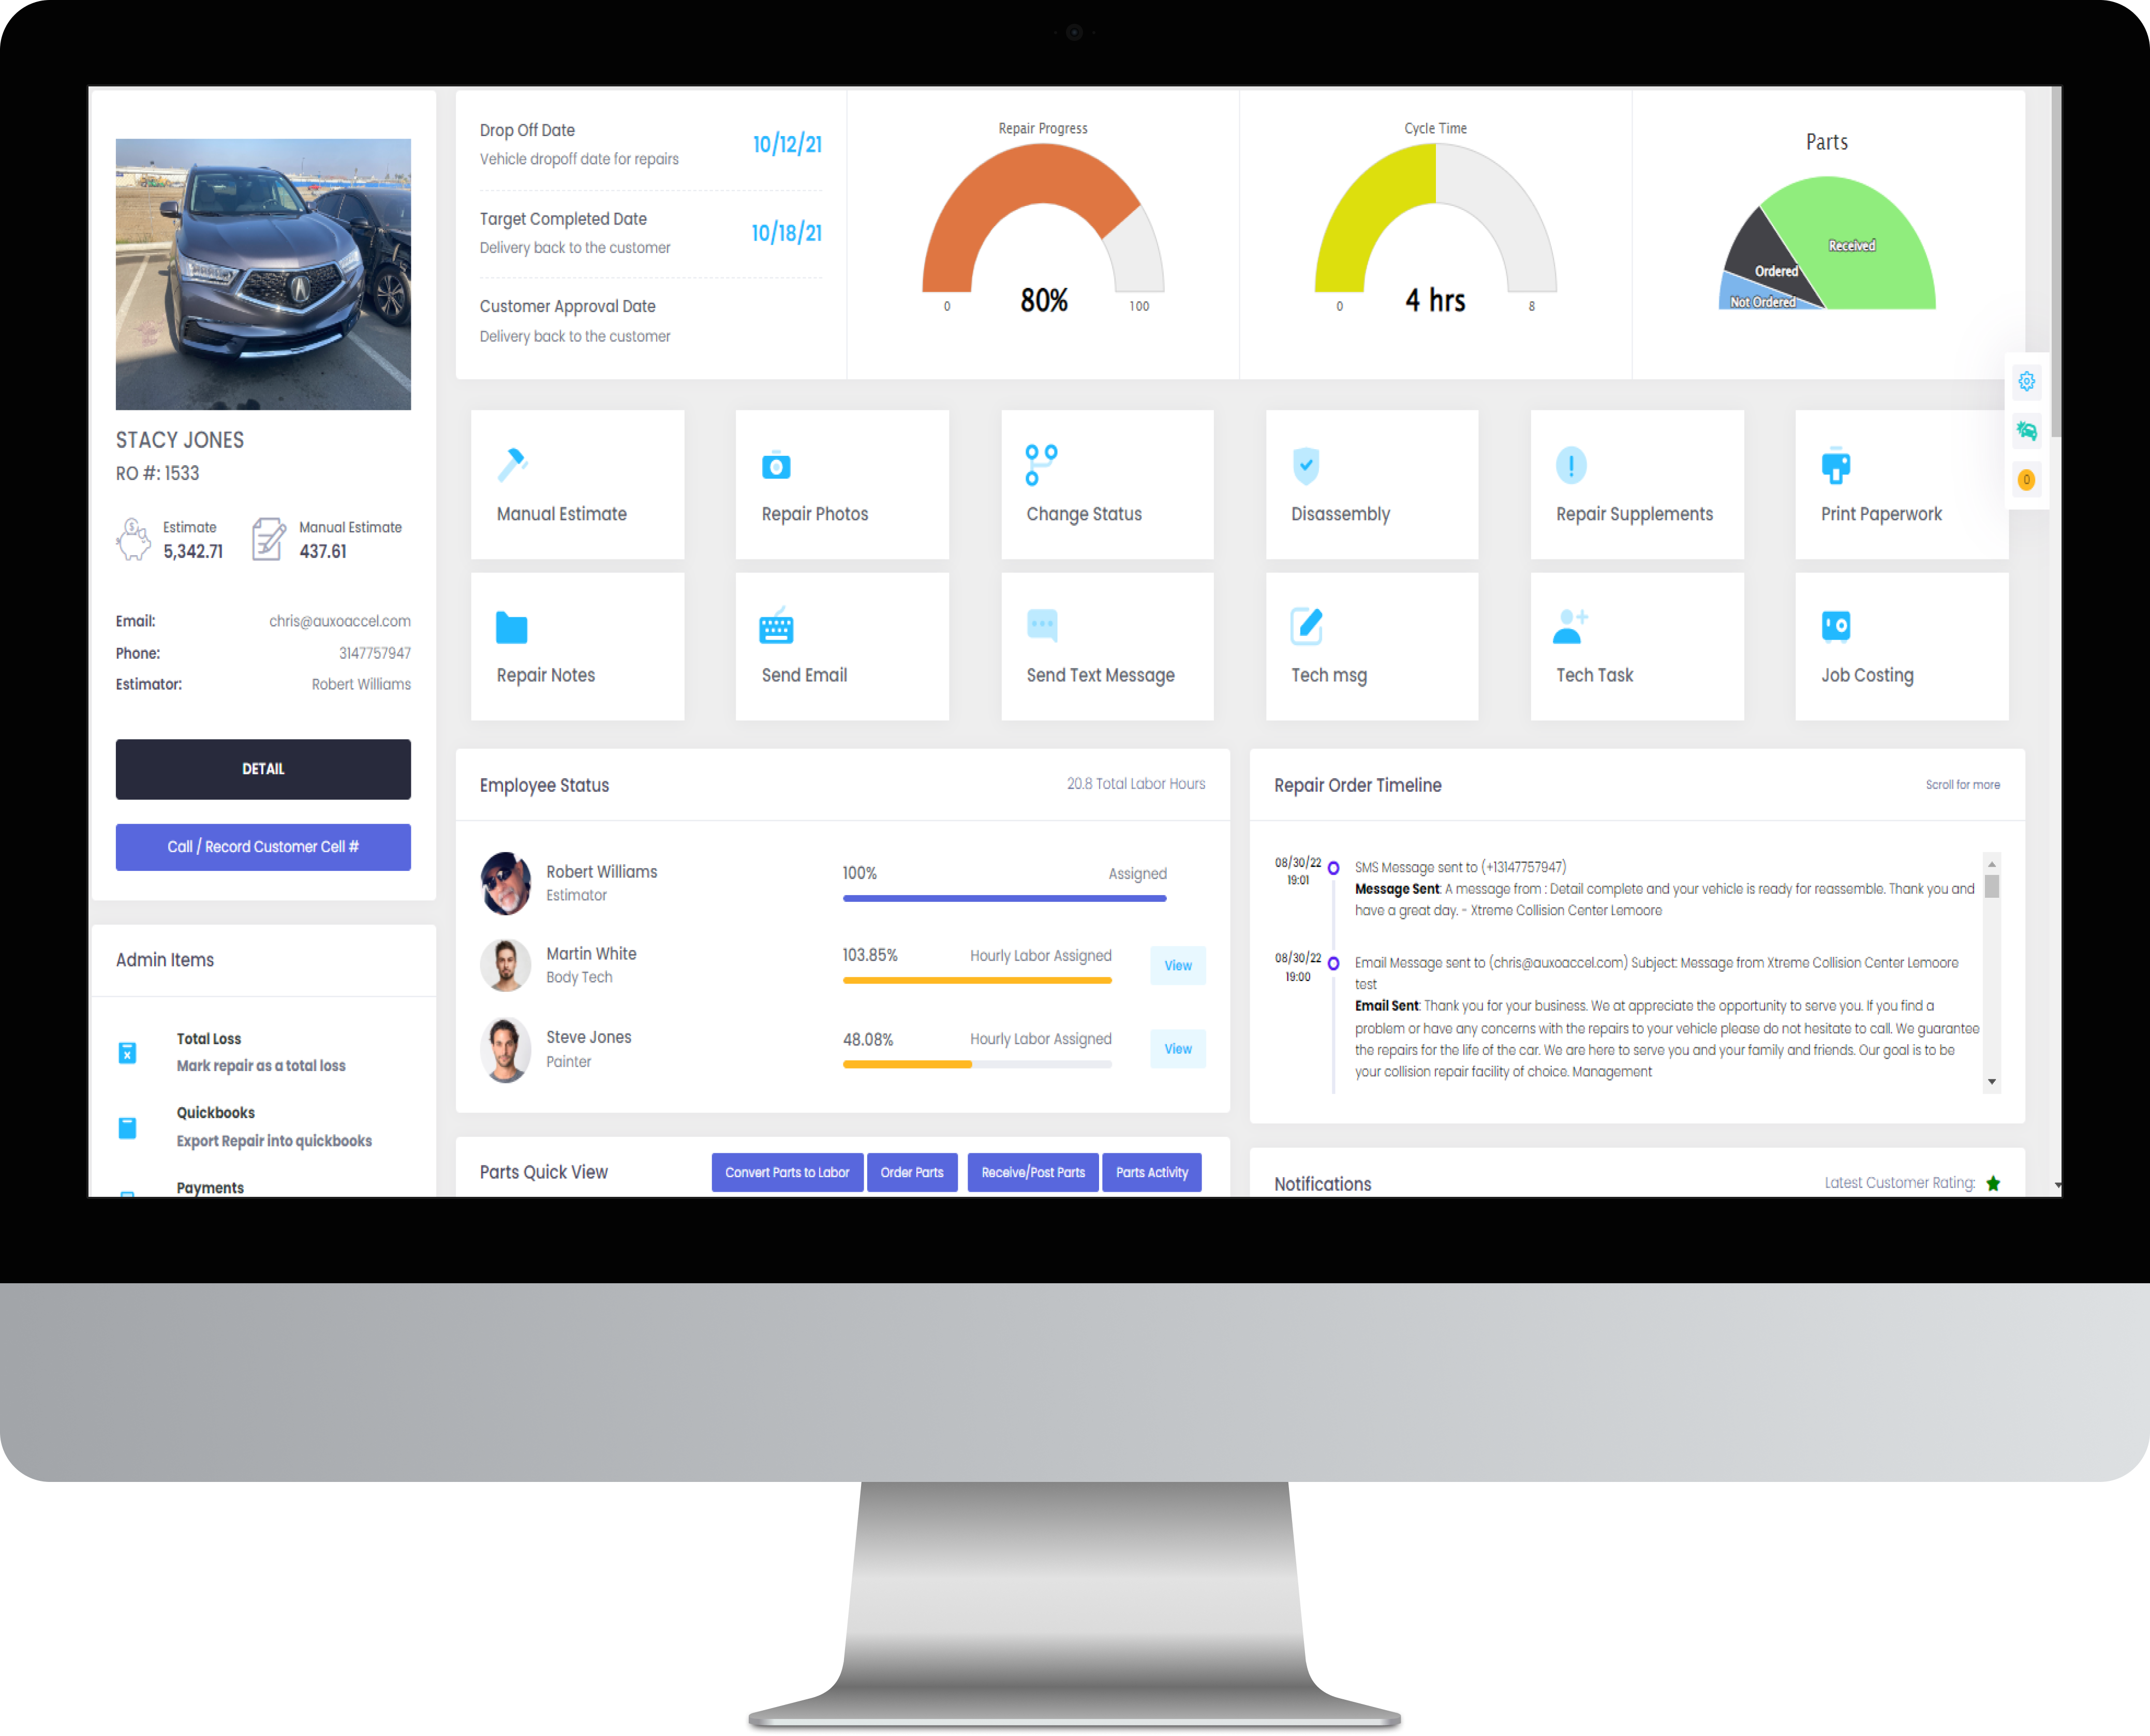 STACY JONES
RO #: 1533
Estimate
5,342.71
Manual Estimate
437.61
Email: chris@auxoaccel.com
Phone: 3147757947
Estimator: Robert Williams
DETAIL
Call / Record Customer Cell #
Admin Items
Total Loss
Mark repair as a total loss
Quickbooks
Export Repair into quickbooks
Payments
Drop Off Date
Vehicle dropoff date for repairs
10/12/21
Target Completed Date
Delivery back to the customer
10/18/21
Customer Approval Date
Delivery back to the customer
Repair Progress
80%
0
100
Cycle Time
4 hrs
0
8
Parts
Received
Ordered
Not Ordered
0
Manual Estimate
Repair Photos
Change Status
Disassembly
Repair Supplements
Print Paperwork
Repair Notes
Send Email
Send Text Message
Tech msg
Tech Task
Job Costing
Employee Status
20.8 Total Labor Hours
Robert Williams
Estimator
100%
Assigned
Martin White
Body Tech
103.85%
Hourly Labor Assigned
View
Steve Jones
Painter
48.08%
Hourly Labor Assigned
View
Repair Order Timeline
Scroll for more
08/30/22
19:01
SMS Message sent to (+13147757947)
Message Sent: A message from : Detail complete and your vehicle is ready for reassemble. Thank you and
have a great day. - Xtreme Collision Center Lemoore
08/30/22
19:00
Email Message sent to (chris@auxoaccel.com) Subject: Message from Xtreme Collision Center Lemoore
test
Email Sent: Thank you for your business. We at appreciate the opportunity to serve you. If you find a
problem or have any concerns with the repairs to your vehicle please do not hesitate to call. We guarantee
the repairs for the life of the car. We are here to serve you and your family and friends. Our goal is to be
your collision repair facility of choice. Management
Parts Quick View
Convert Parts to Labor
Order Parts
Receive/Post Parts
Parts Activity
Notifications
Latest Customer Rating: